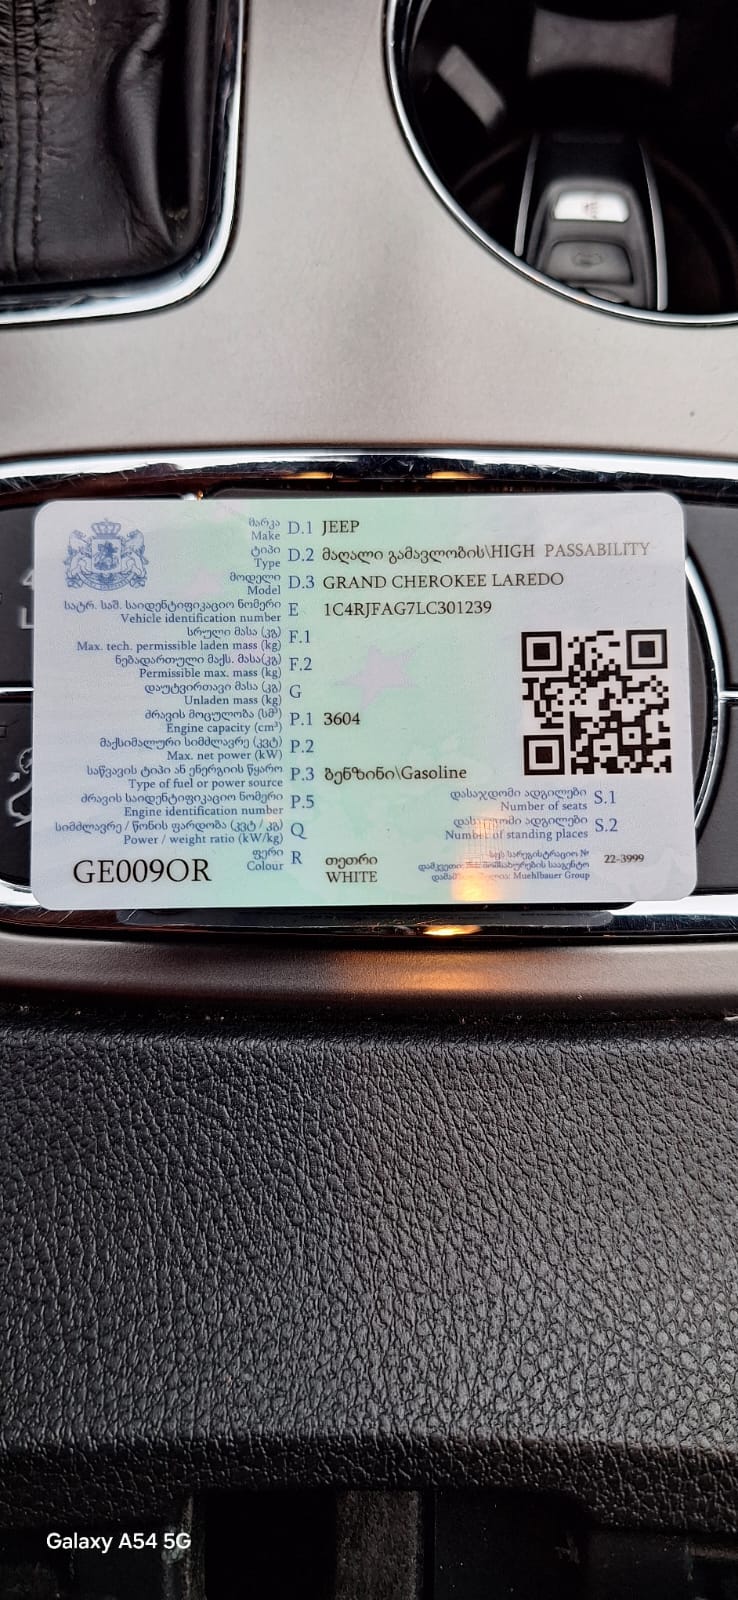 მარკა
Make D.1 JEEP
ტიპი
Type D.2 მაღალი გამავლობის\HIGH PASSABILITY
მოდელი
Model D.3 GRAND CHEROKEE LAREDO
სატრ. საშ. საიდენტიფიკაციო ნომერი
Vehicle identification number E 1C4RJFAG7LC301239
სრული მასა (კგ)
Max. tech. permissible laden mass (kg) F.1
ნებადართული მაქს. მასა(კგ)
Permissible max. mass (kg) F.2
დაუტვირთავი მასა (კგ)
Unladen mass (kg) G
ძრავის მოცულობა (სმ³)
Engine capacity (cm³) P.1 3604
მაქსიმალური სიმძლავრე (კვტ)
Max. net power (kW) P.2
საწვავის ტიპი ან ენერგიის წყარო
Type of fuel or power source P.3 ბენზინი\Gasoline
ძრავის საიდენტიფიკაციო ნომერი
Engine identification number P.5
დასაჯდომი ადგილები
Number of seats S.1
სიმძლავრე / წონის ფარდობა (კვტ / კგ)
Power / weight ratio (kW/kg) Q
ადგილები
Number of standing places S.2
ფერი
Colour R თეთრი
WHITE
სარეგისტრაციო № 22-3999
Muehlbauer Group
GE009OR
Galaxy A54 5G